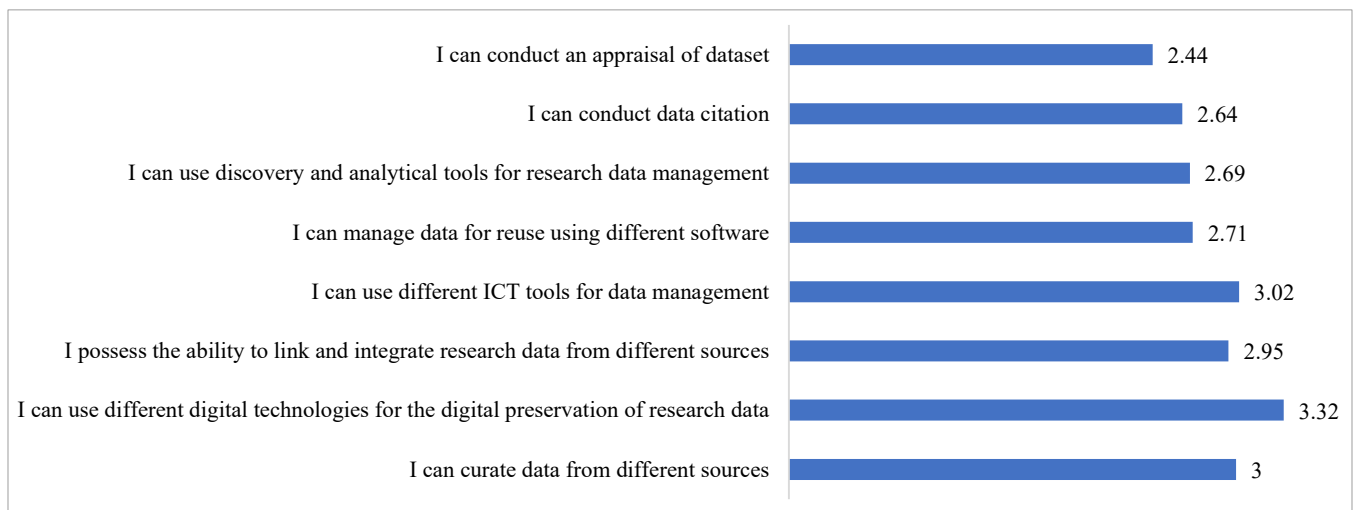 I can conduct an appraisal of dataset 2.44
I can conduct data citation 2.64
I can use discovery and analytical tools for research data management 2.69
I can manage data for reuse using different software 2.71
I can use different ICT tools for data management 3.02
I possess the ability to link and integrate research data from different sources 2.95
I can use different digital technologies for the digital preservation of research data 3.32
I can curate data from different sources 3